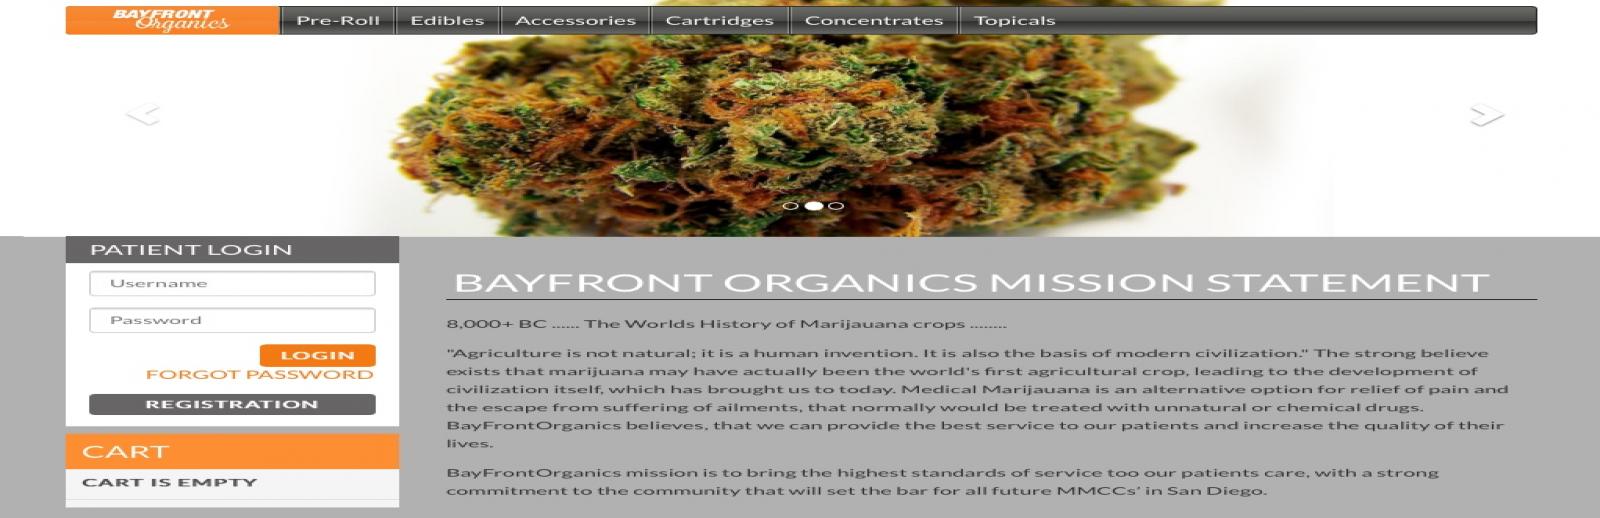 BAYFRONT
Organics
Pre-Roll
Edibles
Accessories
Cartridges
Concentrates
Topicals
PATIENT LOGIN
Username
Password
LOGIN
FORGOT PASSWORD
REGISTRATION
CART
CART IS EMPTY
BAYFRONT ORGANICS MISSION STATEMENT
8,000+ BC ...... The Worlds History of Marijauana crops ........
"Agriculture is not natural; it is a human invention. It is also the basis of modern civilization." The strong believe
exists that marijuana may have actually been the world's first agricultural crop, leading to the development of
civilization itself, which has brought us to today. Medical Marijauana is an alternative option for relief of pain and
the escape from suffering of ailments, that normally would be treated with unnatural or chemical drugs.
BayFrontOrganics believes, that we can provide the best service to our patients and increase the quality of their
lives.
BayFrontOrganics mission is to bring the highest standards of service too our patients care, with a strong
commitment to the community that will set the bar for all future MMCCs' in San Diego.